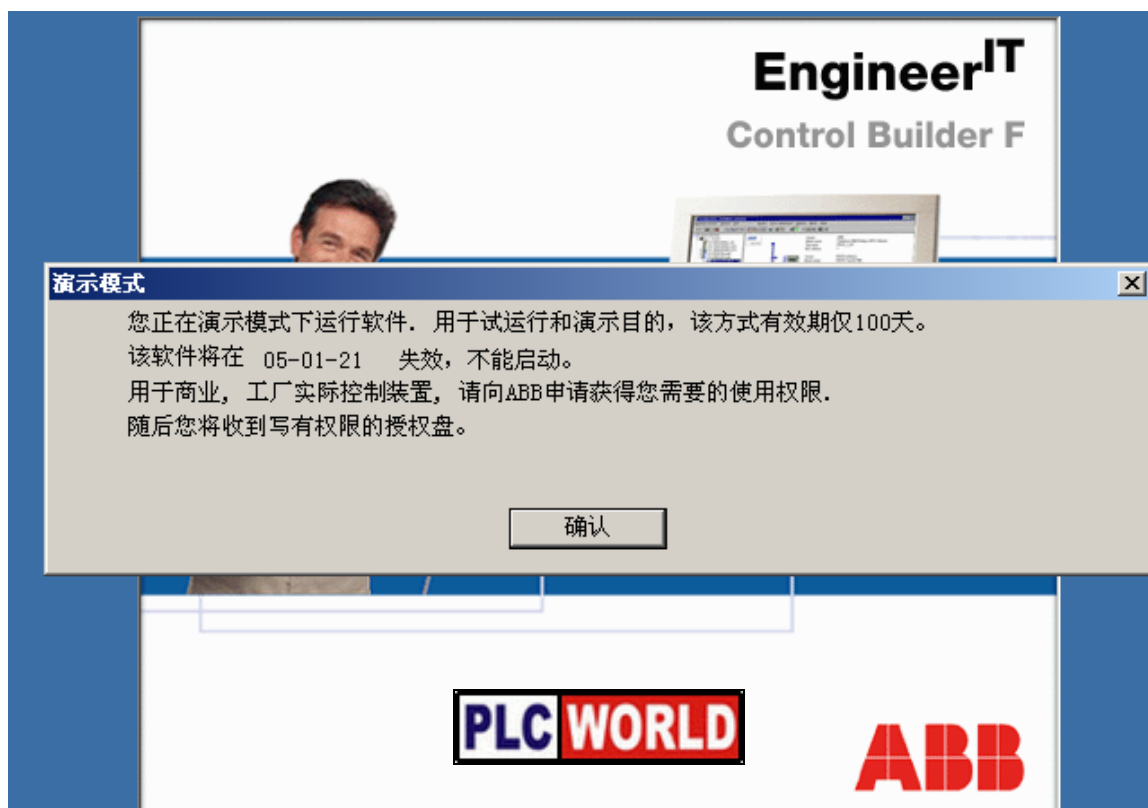 Engineer^IT
Control Builder F
演示模式
您正在演示模式下运行软件. 用于试运行和演示目的，该方式有效期仅100天。
该软件将在 05-01-21 失效，不能启动。
用于商业, 工厂实际控制装置, 请向ABB申请获得您需要的使用权限.
随后您将收到写有权限的授权盘。
确认
PLC WORLD
ABB